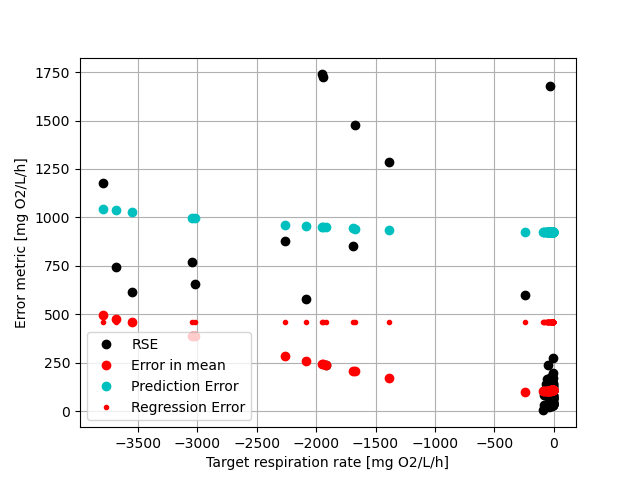 1750
1500
1250
1000
750
500
250
0
Error metric [mg O2/L/h]
RSE
Error in mean
Prediction Error
Regression Error
−3500 −3000 −2500 −2000 −1500 −1000 −500 0
Target respiration rate [mg O2/L/h]